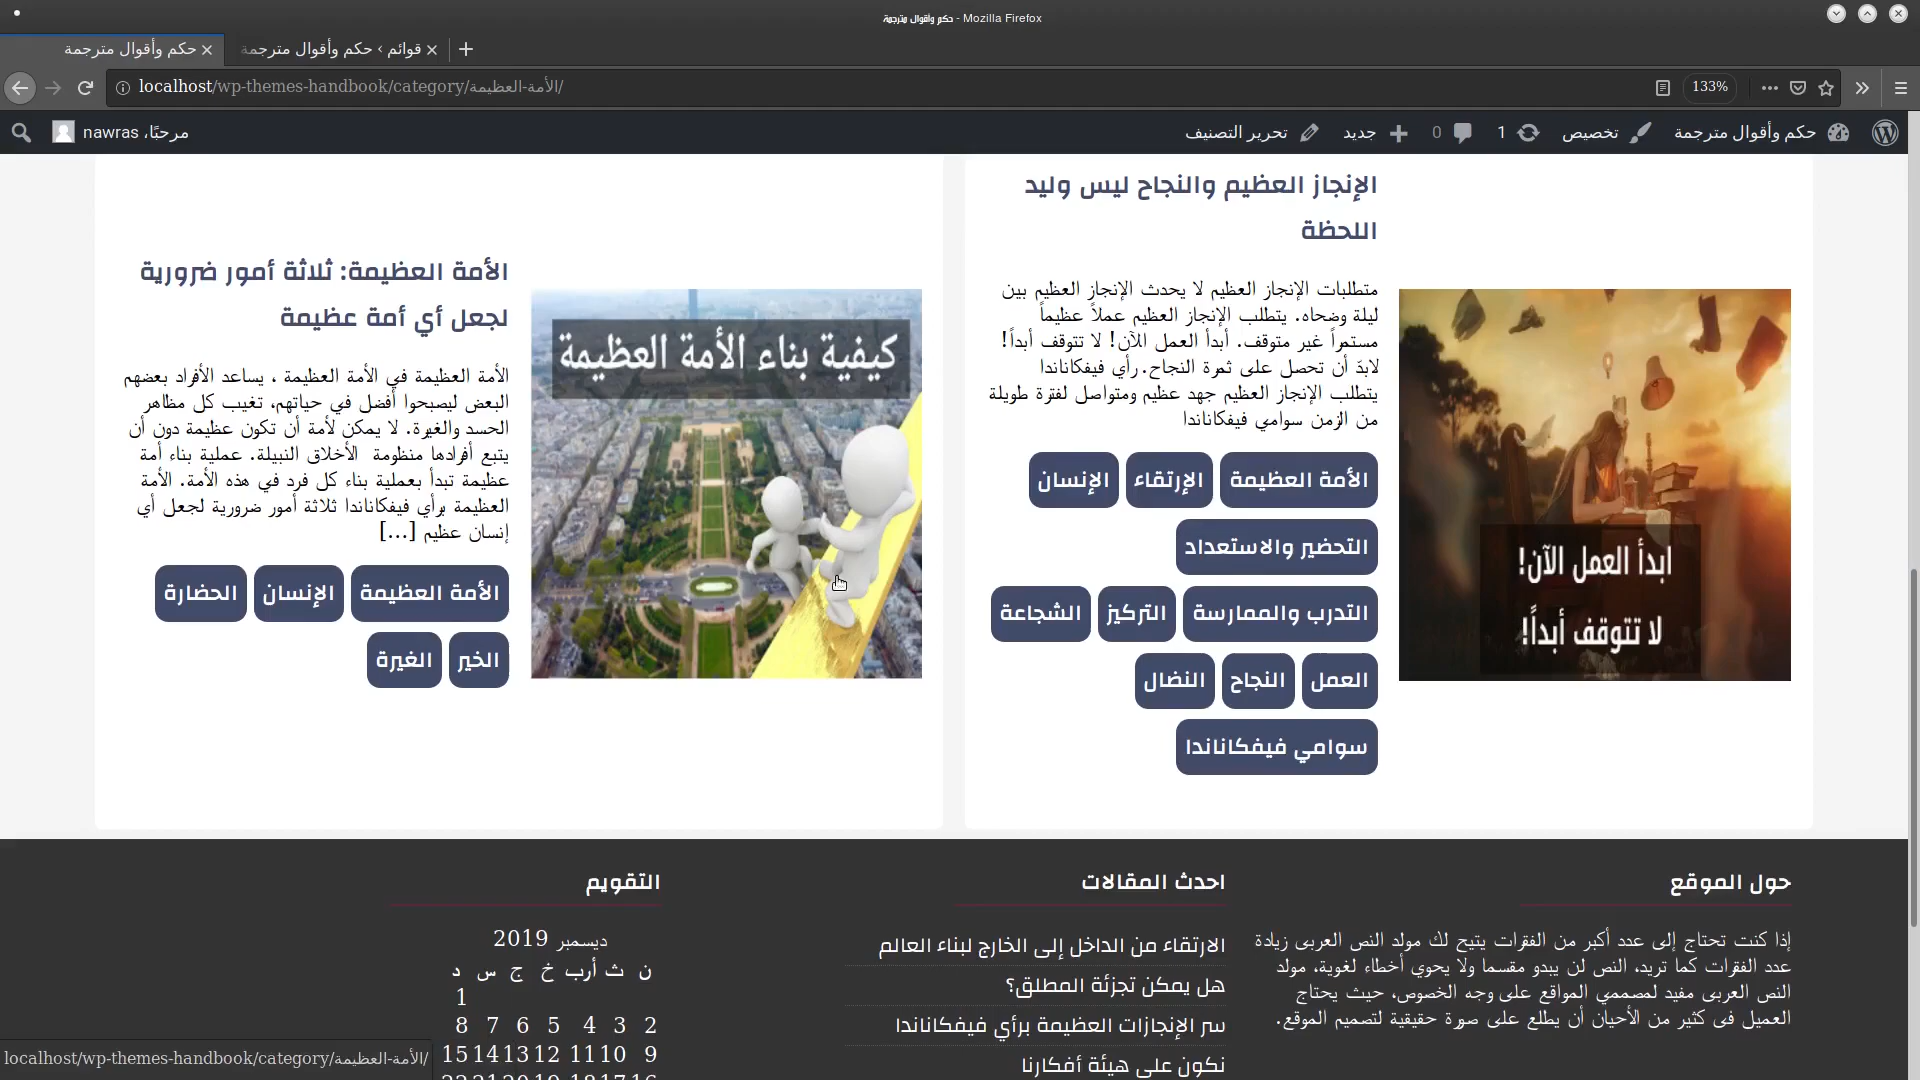 حكم وأقوال مترجمة - Mozilla Firefox
حكم وأقوال مترجمة
قوائم ‹ حكم وأقوال مترجمة
localhost/wp-themes-handbook/category/الأمة-العظيمة/
133%
حكم وأقوال مترجمة
تخصيص
1
0
جديد
تحرير التصنيف
مرحبًا، nawras
الإنجاز العظيم والنجاح ليس وليد
اللحظة
متطلبات الإنجاز العظيم لا يحدث الإنجاز العظيم بين
ليلة وضحاه. يتطلب الإنجاز العظيم عملاً عظيماً
مستمراً غير متوقف. أبدأ العمل الآن! لا تتوقف أبداً!
لابدّ أن تحصل على ثمرة النجاح. رأي فيفكاناندا
يتطلب الإنجاز العظيم جهد عظيم ومتواصل لفترة طويلة
من الزمن سوامي فيفكاناندا
الأمة العظيمة
الإرتقاء
الإنسان
التحضير والاستعداد
التدرب والممارسة
التركيز
الشجاعة
العمل
النجاح
النضال
سوامي فيفكاناندا
ابدأ العمل الآن!
لا تتوقف أبداً!
كيفية بناء الأمة العظيمة
الأمة العظيمة: ثلاثة أمور ضرورية
لجعل أي أمة عظيمة
الأمة العظيمة في الأمة العظيمة ، يساعد الأفراد بعضهم
البعض ليصبحوا أفضل في حياتهم، تغيب كل مظاهر
الحسد والغيرة. لا يمكن لأمة أن تكون عظيمة دون أن
يتبع أفرادها منظومة الأخلاق النبيلة. عملية بناء أمة
عظيمة تبدأ بعملية بناء كل فرد في هذه الأمة. الأمة
العظيمة برأي فيفكاناندا ثلاثة أمور ضرورية لجعل أي
إنسان عظيم […]
الأمة العظيمة
الإنسان
الحضارة
الخير
الغيرة
حول الموقع
إذا كنت تحتاج إلى عدد أكبر من الفقرات يتيح لك مولد النص العربى زيادة
عدد الفقرات كما تريد، النص لن يبدو مقسما ولا يحوي أخطاء لغوية، مولد
النص العربى مفيد لمصممي المواقع على وجه الخصوص، حيث يحتاج
العميل فى كثير من الأحيان أن يطلع على صورة حقيقية لتصميم الموقع.
احدث المقالات
الارتقاء من الداخل إلى الخارج لبناء العالم
هل يمكن تجزئة المطلق؟
سر الإنجازات العظيمة برأي فيفكاناندا
نكون على هيئة أفكارنا
التقويم
ديسمبر 2019
ن ث أرب خ ج س د
1
2 3 4 5 6 7 8
9 10 11 12 13 14 15
localhost/wp-themes-handbook/category/الأمة-العظيمة/